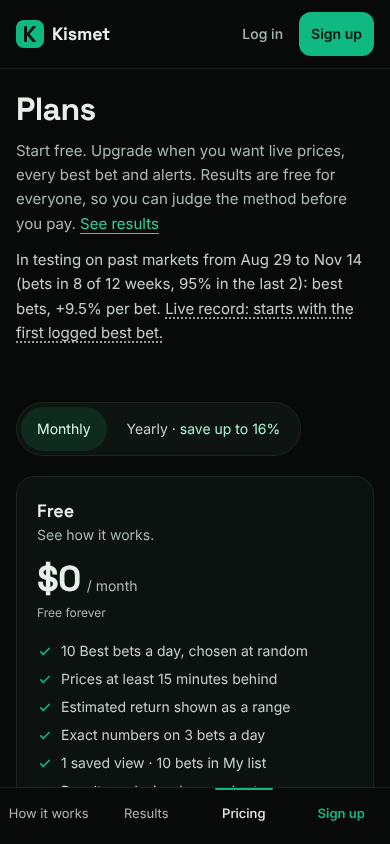 K Kismet
Log in
Sign up
Plans
Start free. Upgrade when you want live prices,
every best bet and alerts. Results are free for
everyone, so you can judge the method before
you pay. See results
In testing on past markets from Aug 29 to Nov 14
(bets in 8 of 12 weeks, 95% in the last 2): best
bets, +9.5% per bet. Live record: starts with the
first logged best bet.
Monthly
Yearly · save up to 16%
Free
See how it works.
$0 / month
Free forever
10 Best bets a day, chosen at random
Prices at least 15 minutes behind
Estimated return shown as a range
Exact numbers on 3 bets a day
1 saved view · 10 bets in My list
How it works
Results
Pricing
Sign up